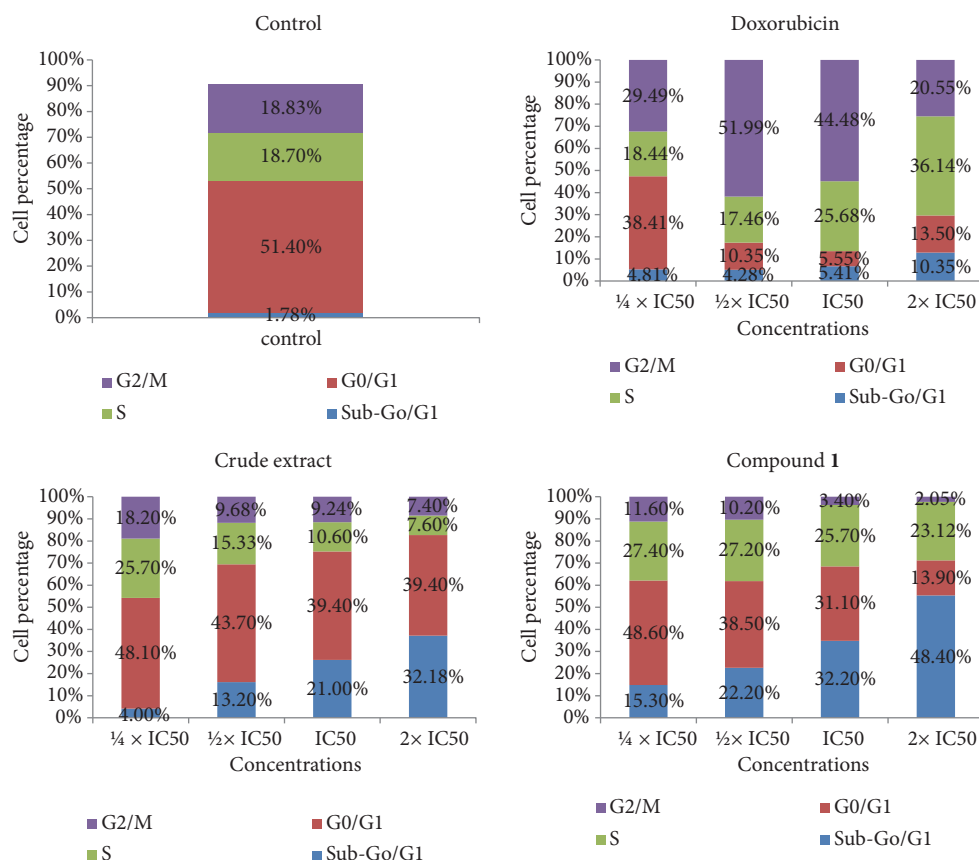 Control
Cell percentage
100%
90%
80%
70%
60%
50%
40%
30%
20%
10%
0%
18.83%
18.70%
51.40%
1.78%
control
G2/M
G0/G1
S
Sub-Go/G1
Doxorubicin
Cell percentage
100%
90%
80%
70%
60%
50%
40%
30%
20%
10%
0%
29.49%
18.44%
38.41%
4.81%
51.99%
17.46%
10.35%
4.28%
44.48%
25.68%
5.55%
5.41%
20.55%
36.14%
13.50%
10.35%
¼ × IC50
½× IC50
IC50
2× IC50
Concentrations
G2/M
G0/G1
S
Sub-Go/G1
Crude extract
Cell percentage
100%
90%
80%
70%
60%
50%
40%
30%
20%
10%
0%
18.20%
25.70%
48.10%
4.00%
9.68%
15.33%
43.70%
13.20%
9.24%
10.60%
39.40%
21.00%
7.40%
7.60%
39.40%
32.18%
¼ × IC50
½× IC50
IC50
2× IC50
Concentrations
G2/M
G0/G1
S
Sub-Go/G1
Compound 1
Cell percentage
100%
90%
80%
70%
60%
50%
40%
30%
20%
10%
0%
11.60%
27.40%
48.60%
15.30%
10.20%
27.20%
38.50%
22.20%
3.40%
25.70%
31.10%
32.20%
2.05%
23.12%
13.90%
48.40%
¼ × IC50
½× IC50
IC50
2× IC50
Concentrations
G2/M
G0/G1
S
Sub-Go/G1